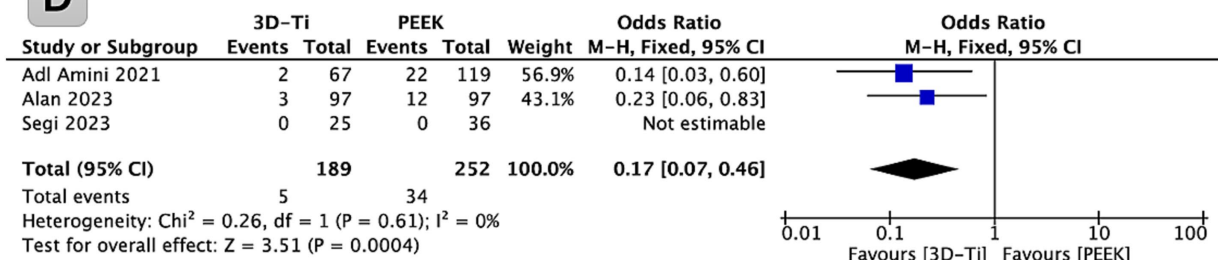 D
3D-Ti PEEK Odds Ratio Odds Ratio
Study or Subgroup Events Total Events Total Weight M-H, Fixed, 95% CI M-H, Fixed, 95% CI
Adl Amini 2021 2 67 22 119 56.9% 0.14 [0.03, 0.60]
Alan 2023 3 97 12 97 43.1% 0.23 [0.06, 0.83]
Segi 2023 0 25 0 36 Not estimable
Total (95% CI) 189 252 100.0% 0.17 [0.07, 0.46]
Total events 5 34
Heterogeneity: Chi² = 0.26, df = 1 (P = 0.61); I² = 0%
Test for overall effect: Z = 3.51 (P = 0.0004)
0.01 0.1 1 10 100
Favours [3D-Ti] Favours [PEEK]